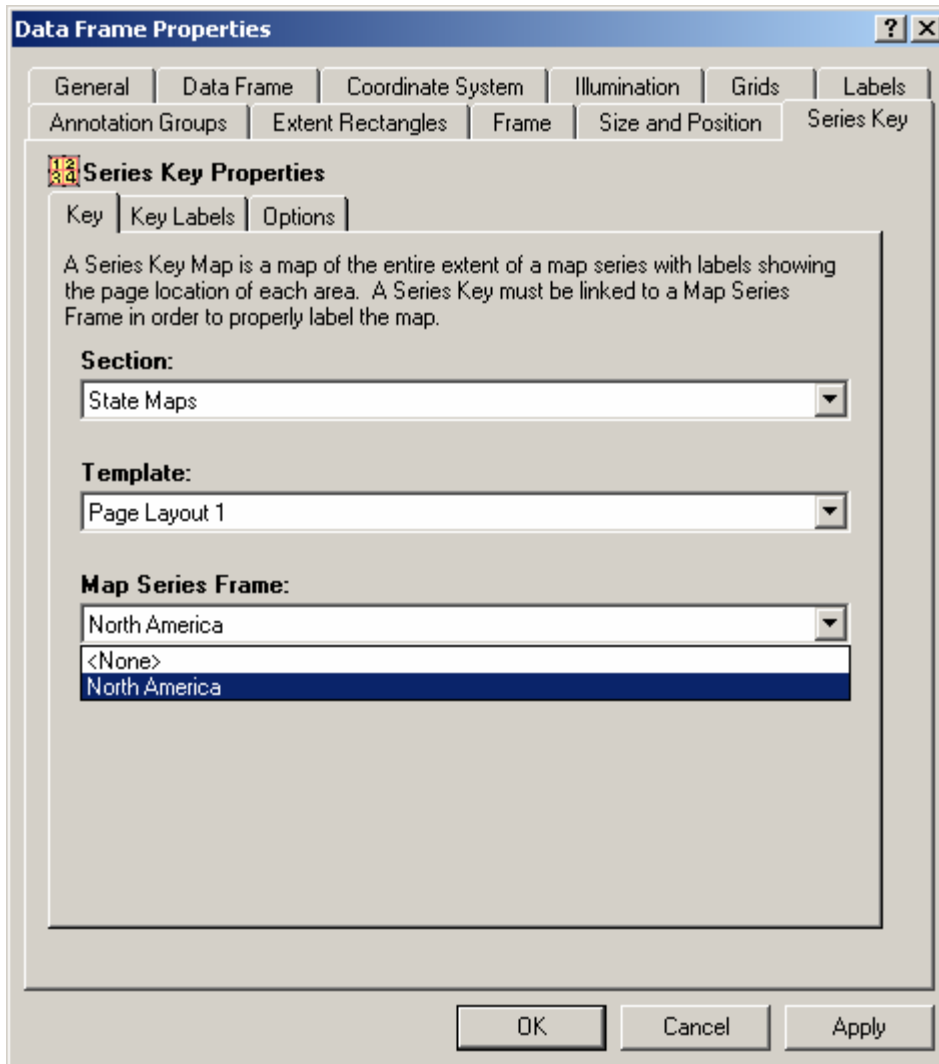 Data Frame Properties
General Data Frame Coordinate System Illumination Grids Labels
Annotation Groups Extent Rectangles Frame Size and Position Series Key
1 2 3 4 Series Key Properties
Key Key Labels Options
A Series Key Map is a map of the entire extent of a map series with labels showing
the page location of each area. A Series Key must be linked to a Map Series
Frame in order to properly label the map.
Section:
State Maps
Template:
Page Layout 1
Map Series Frame:
North America
<None>
North America
OK Cancel Apply